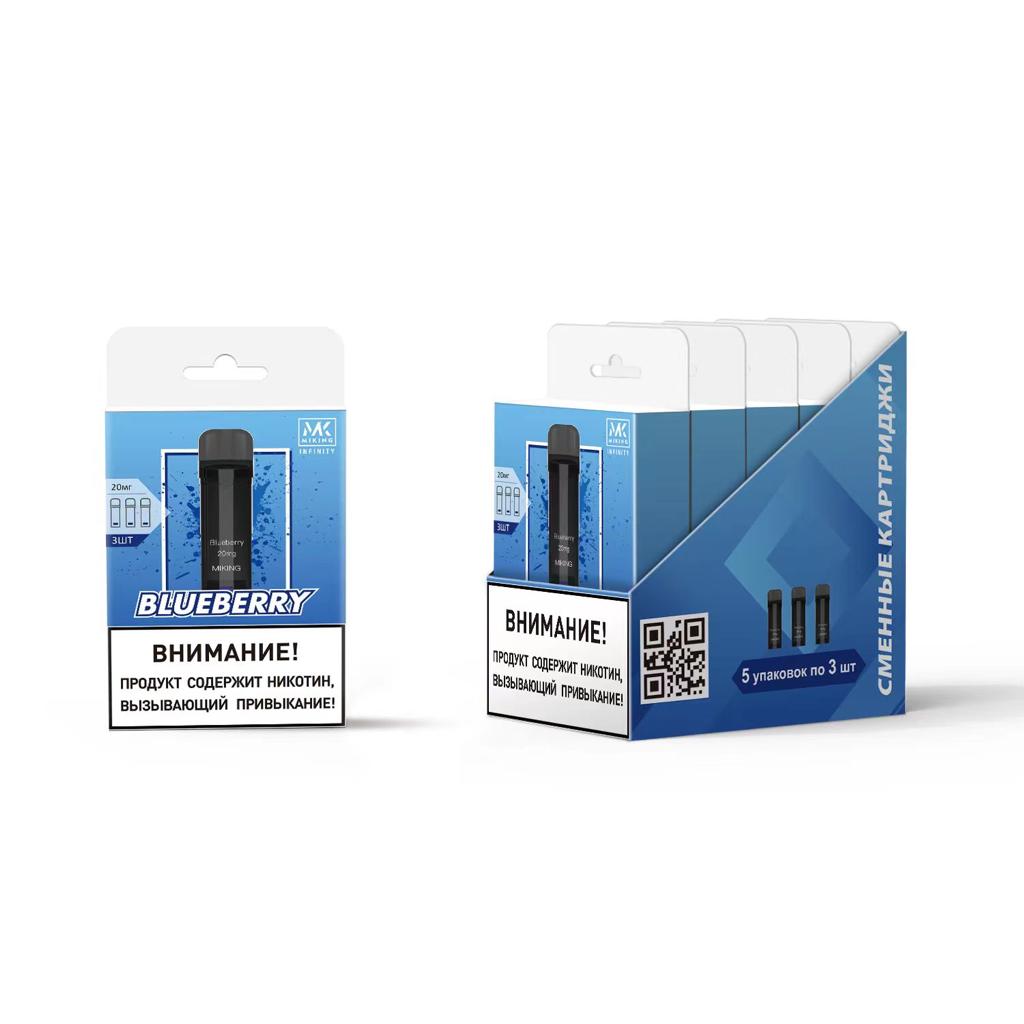 MK
MIKING
INFINITY
20мг
3ШТ
Blueberry
20mg
MIKING
BLUEBERRY
ВНИМАНИЕ!
ПРОДУКТ СОДЕРЖИТ НИКОТИН,
ВЫЗЫВАЮЩИЙ ПРИВЫКАНИЕ!
MK
MIKING
INFINITY
20мг
3ШТ
Blueberry
20mg
MIKING
ВНИМАНИЕ!
ПРОДУКТ СОДЕРЖИТ НИКОТИН,
ВЫЗЫВАЮЩИЙ ПРИВЫКАНИЕ!
5 упаковок по 3 шт
СМЕННЫЕ КАРТРИДЖИ